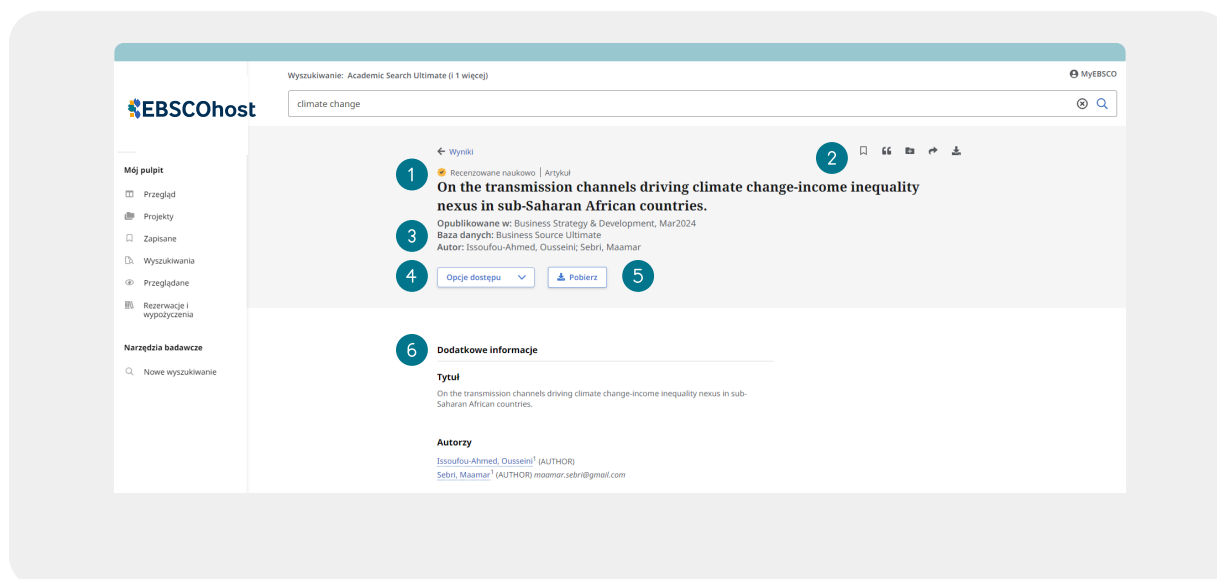 Wyszukiwanie: Academic Search Ultimate (i 1 więcej)
MyEBSCO
EBSCOhost
climate change
Mój pulpit
Przegląd
Projekty
Zapisane
Wyszukiwania
Przeglądane
Rezerwacje i
wypożyczenia
Narzędzia badawcze
Nowe wyszukiwanie
Wyniki
2
1
Recenzowane naukowo | Artykuł
On the transmission channels driving climate change-income inequality
nexus in sub-Saharan African countries.
Opublikowane w: Business Strategy & Development, Mar2024
3
Baza danych: Business Source Ultimate
Autor: Issoufou-Ahmed, Ousseini; Sebri, Maamar
4
Opcje dostępu
Pobierz
5
6
Dodatkowe informacje
Tytuł
On the transmission channels driving climate change-income inequality nexus in sub-
Saharan African countries.
Autorzy
Issoufou-Ahmed, Ousseini¹ (AUTHOR)
Sebri, Maamar¹ (AUTHOR) maamar.sebri@gmail.com